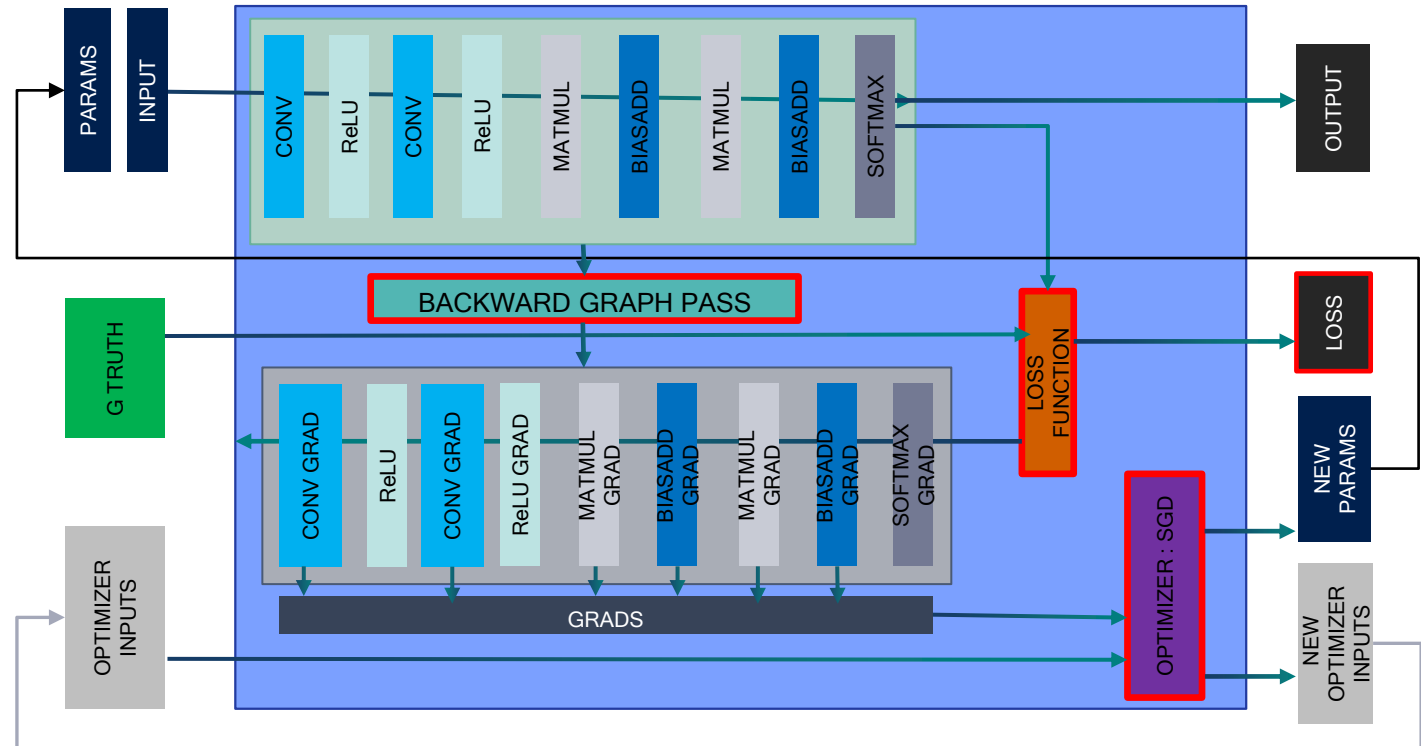 PARAMS
INPUT
CONV
ReLU
CONV
ReLU
MATMUL
BIASADD
MATMUL
BIASADD
SOFTMAX
OUTPUT
BACKWARD GRAPH PASS
G TRUTH
LOSS
FUNCTION
LOSS
CONV GRAD
ReLU
CONV GRAD
ReLU GRAD
MATMUL
GRAD
BIASADD
GRAD
MATMUL
GRAD
BIASADD
GRAD
SOFTMAX
GRAD
NEW
PARAMS
OPTIMIZER
INPUTS
GRADS
OPTIMIZER : SGD
NEW
OPTIMIZER
INPUTS